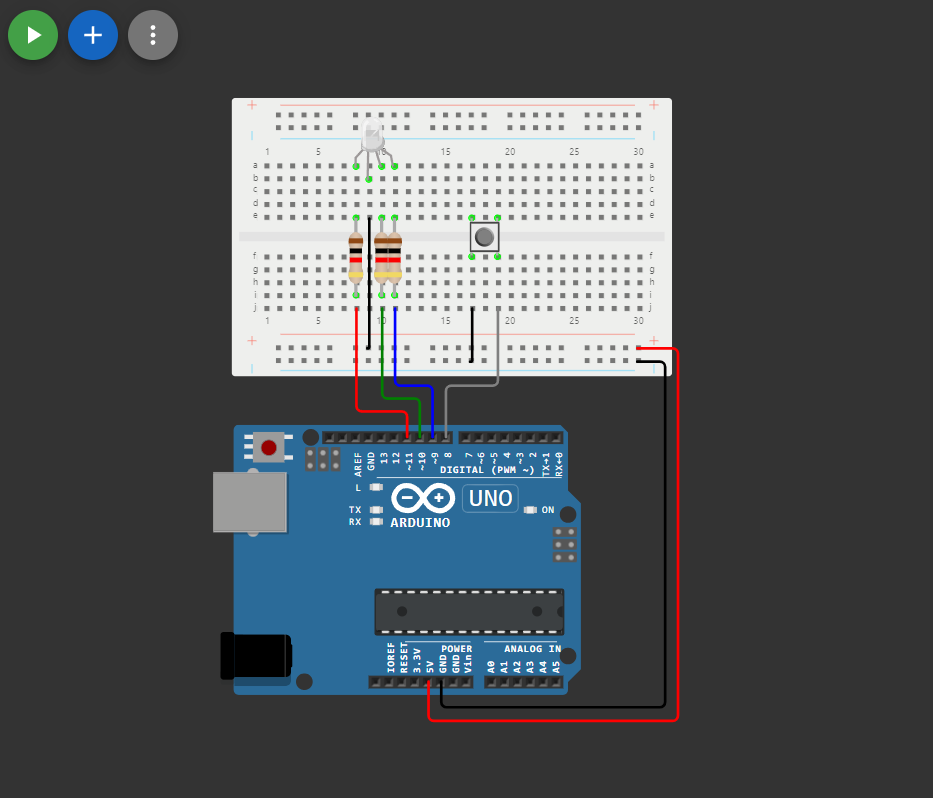 + +
1 5 10 15 20 25 30
a a
b b
c c
d d
e e
f f
g g
h h
i i
j j
1 5 10 15 20 25 30
+ +
AREF GND 13 12 ~11 ~10 ~9 8 7 ~6 ~5 4 ~3 2 TX→1 RX←0
DIGITAL (PWM ~)
L
UNO
TX ON
RX ARDUINO
POWER ANALOG IN
IOREF RESET 3.3V 5V GND GND Vin A0 A1 A2 A3 A4 A5